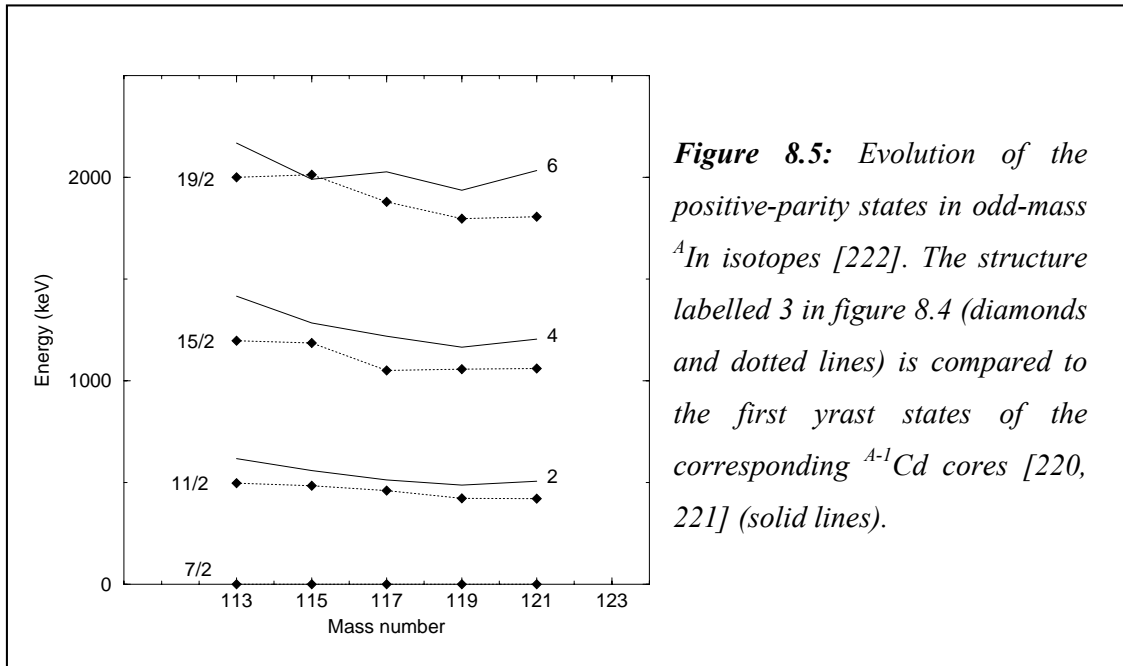 2000
1000
0
Energy (keV)
19/2
15/2
11/2
7/2
6
4
2
113 115 117 119 121 123
Mass number
Figure 8.5: Evolution of the
positive-parity states in odd-mass
ᴬIn isotopes [222]. The structure
labelled 3 in figure 8.4 (diamonds
and dotted lines) is compared to
the first yrast states of the
corresponding ᴬ⁻¹Cd cores [220,
221] (solid lines).